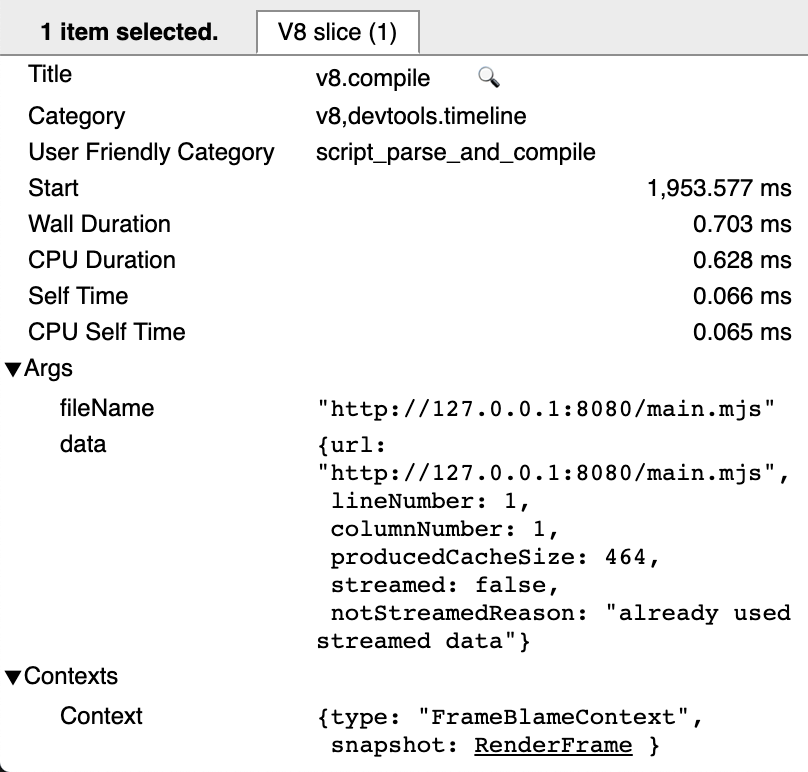 1 item selected. V8 slice (1)
Title v8.compile
Category v8,devtools.timeline
User Friendly Category script_parse_and_compile
Start 1,953.577 ms
Wall Duration 0.703 ms
CPU Duration 0.628 ms
Self Time 0.066 ms
CPU Self Time 0.065 ms
▼Args
fileName "http://127.0.0.1:8080/main.mjs"
data {url:
"http://127.0.0.1:8080/main.mjs",
lineNumber: 1,
columnNumber: 1,
producedCacheSize: 464,
streamed: false,
notStreamedReason: "already used
streamed data"}
▼Contexts
Context {type: "FrameBlameContext",
snapshot: RenderFrame }